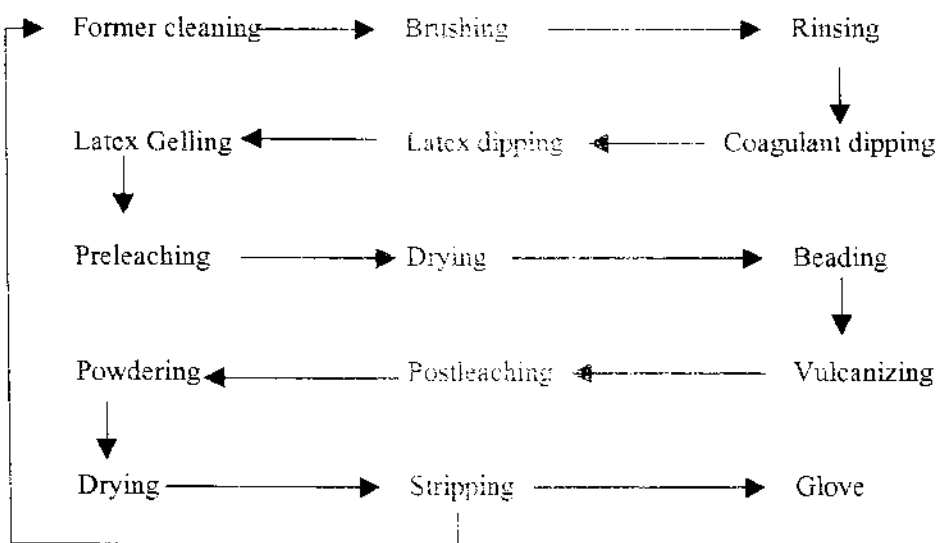 Former cleaning Brushing Rinsing
Latex Gelling Latex dipping Coagulant dipping
Preleaching Drying Beading
Powdering Postleaching Vulcanizing
Drying Stripping Glove